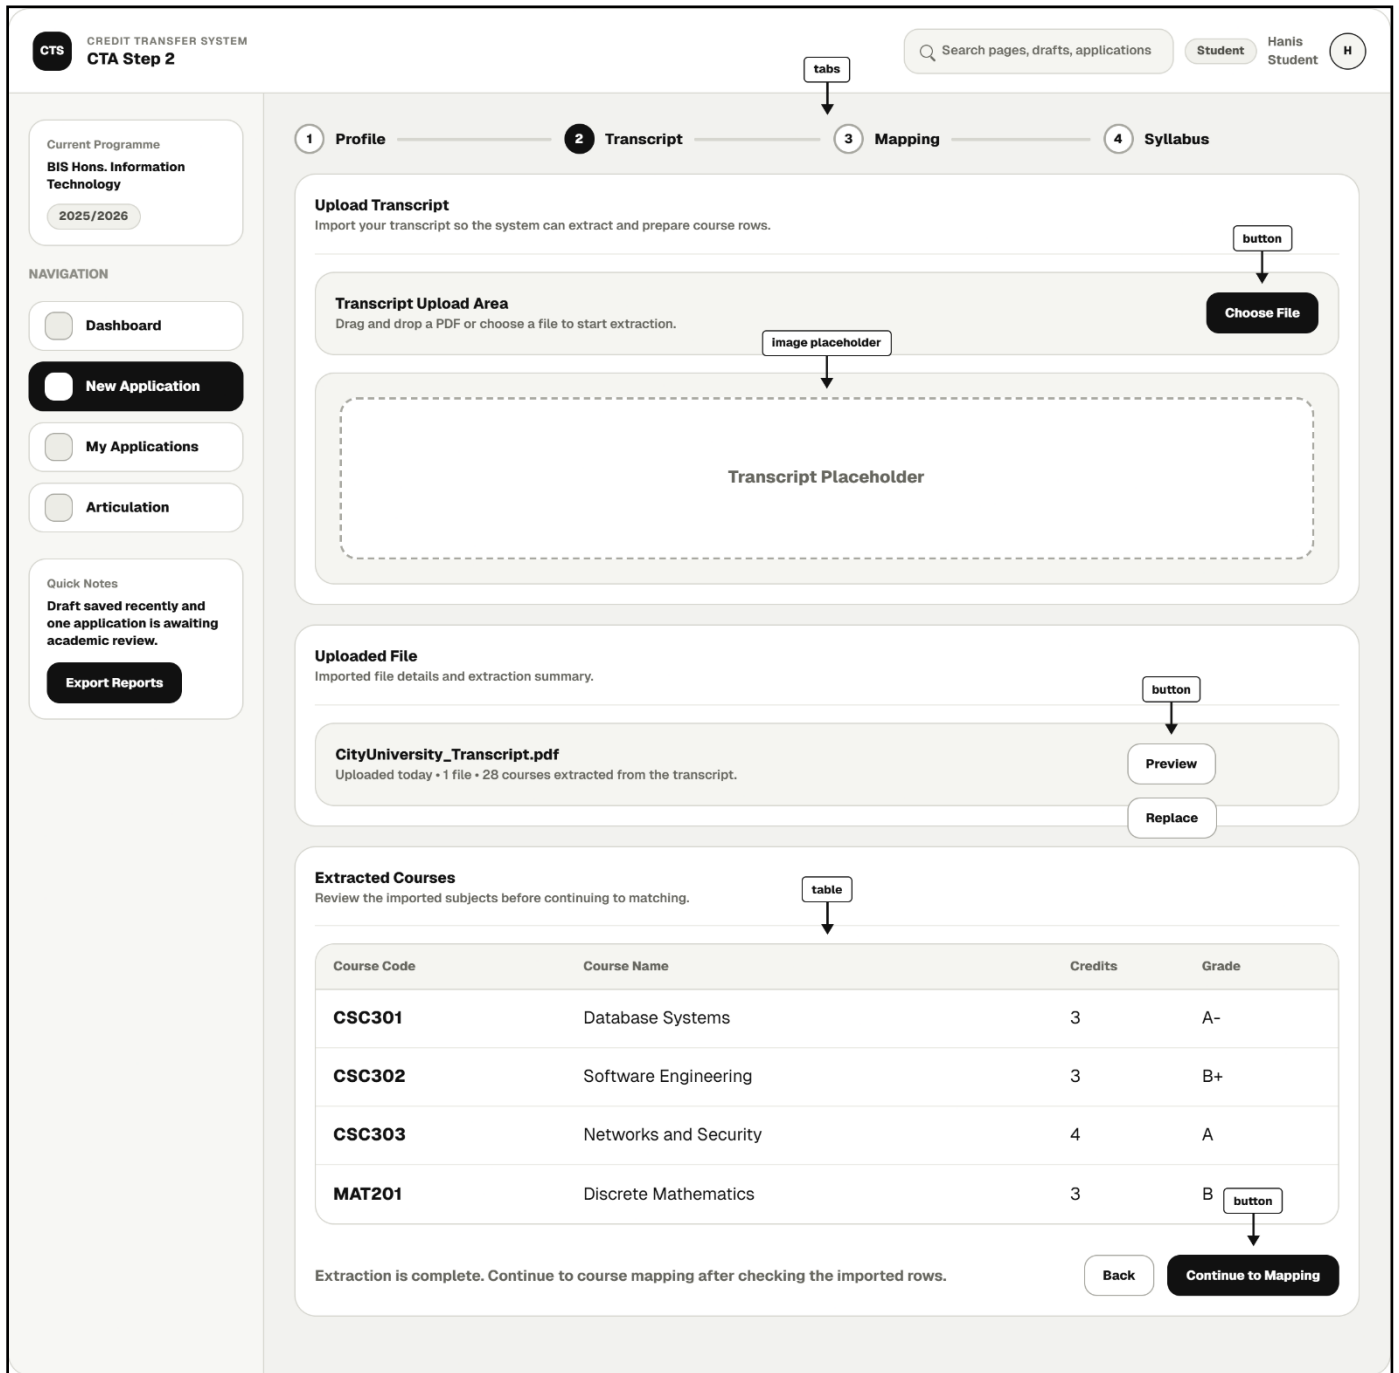 CTS
CREDIT TRANSFER SYSTEM
CTA Step 2
Search pages, drafts, applications
Student
Hanis
Student
H
tabs
Current Programme
BIS Hons. Information
Technology
2025/2026
NAVIGATION
Dashboard
New Application
My Applications
Articulation
Quick Notes
Draft saved recently and
one application is awaiting
academic review.
Export Reports
1 Profile
2 Transcript
3 Mapping
4 Syllabus
Upload Transcript
Import your transcript so the system can extract and prepare course rows.
button
Transcript Upload Area
Drag and drop a PDF or choose a file to start extraction.
Choose File
image placeholder
Transcript Placeholder
Uploaded File
Imported file details and extraction summary.
button
CityUniversity_Transcript.pdf
Uploaded today • 1 file • 28 courses extracted from the transcript.
Preview
Replace
Extracted Courses
Review the imported subjects before continuing to matching.
table
Course Code Course Name Credits Grade
CSC301 Database Systems 3 A-
CSC302 Software Engineering 3 B+
CSC303 Networks and Security 4 A
MAT201 Discrete Mathematics 3 B
button
Extraction is complete. Continue to course mapping after checking the imported rows.
Back
Continue to Mapping